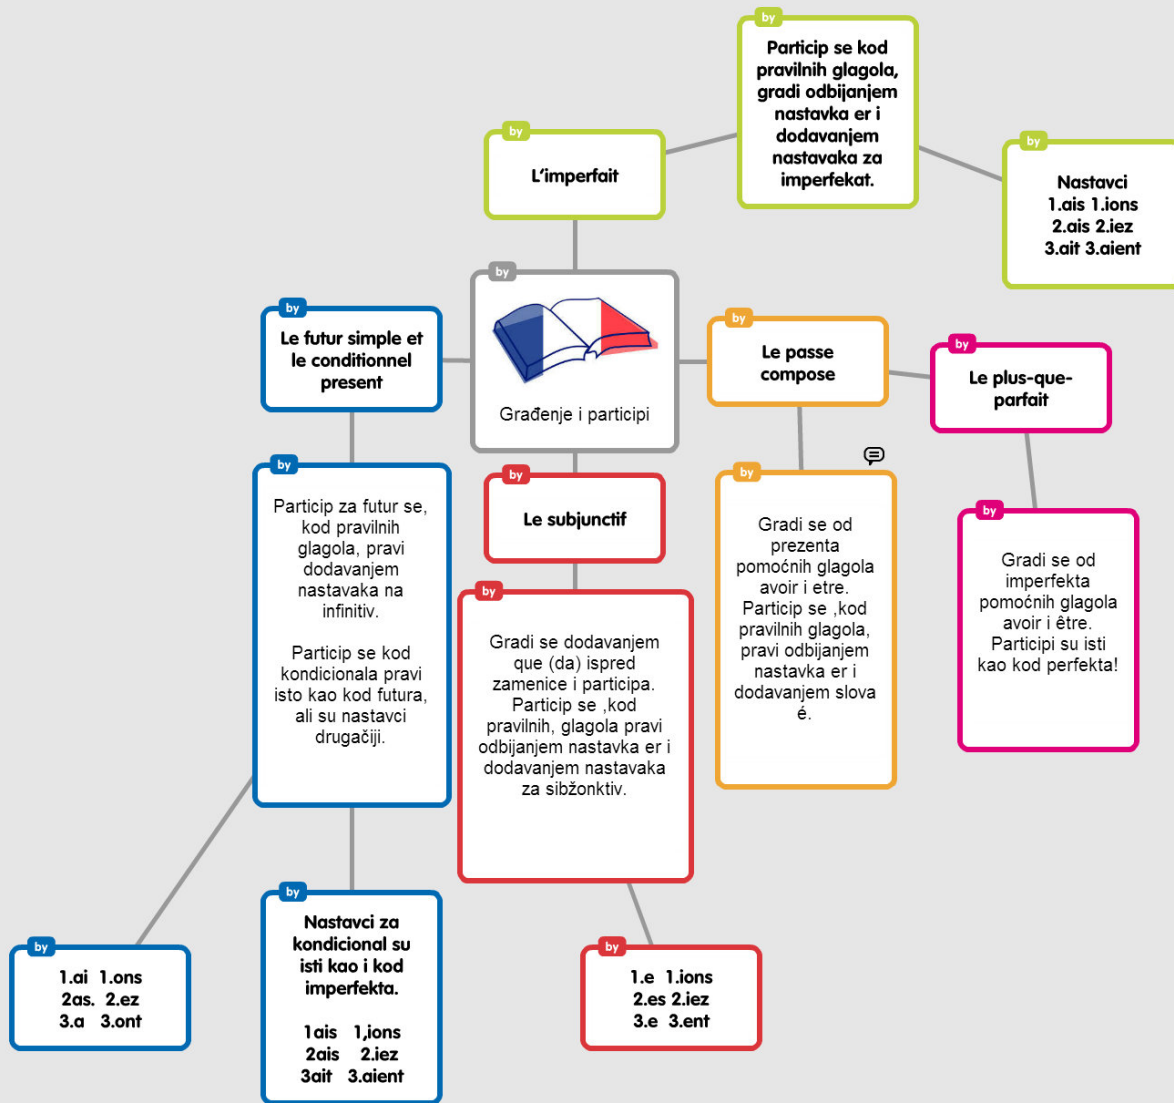 by
Particip se kod
pravilnih glagola,
gradi odbijanjem
nastavka er i
dodavanjem
nastavaka za
imperfekat.
by
L'imperfait
by
Nastavci
1.ais 1.ions
2.ais 2.iez
3.ait 3.aient
by
Građenje i participi
by
Le futur simple et
le conditionnel
present
by
Le passe
compose
by
Le plus-que-
parfait
by
Particip za futur se,
kod pravilnih
glagola, pravi
dodavanjem
nastavaka na
infinitiv.
Particip se kod
kondicionala pravi
isto kao kod futura,
ali su nastavci
drugačiji.
by
Le subjunctif
by
Gradi se od
prezenta
pomoćnih glagola
avoir i etre.
Particip se ,kod
pravilnih glagola,
pravi odbijanjem
nastavka er i
dodavanjem slova
é.
by
Gradi se od
imperfekta
pomoćnih glagola
avoir i être.
Participi su isti
kao kod perfekta!
by
Gradi se dodavanjem
que (da) ispred
zamenice i participa.
Particip se ,kod
pravilnih, glagola pravi
odbijanjem nastavka er i
dodavanjem nastavaka
za sibžonktiv.
by
1.ai 1.ons
2as. 2.ez
3.a 3.ont
by
Nastavci za
kondicional su
isti kao i kod
imperfekta.
1ais 1,ions
2ais 2.iez
3ait 3.aient
by
1.e 1.ions
2.es 2.iez
3.e 3.ent